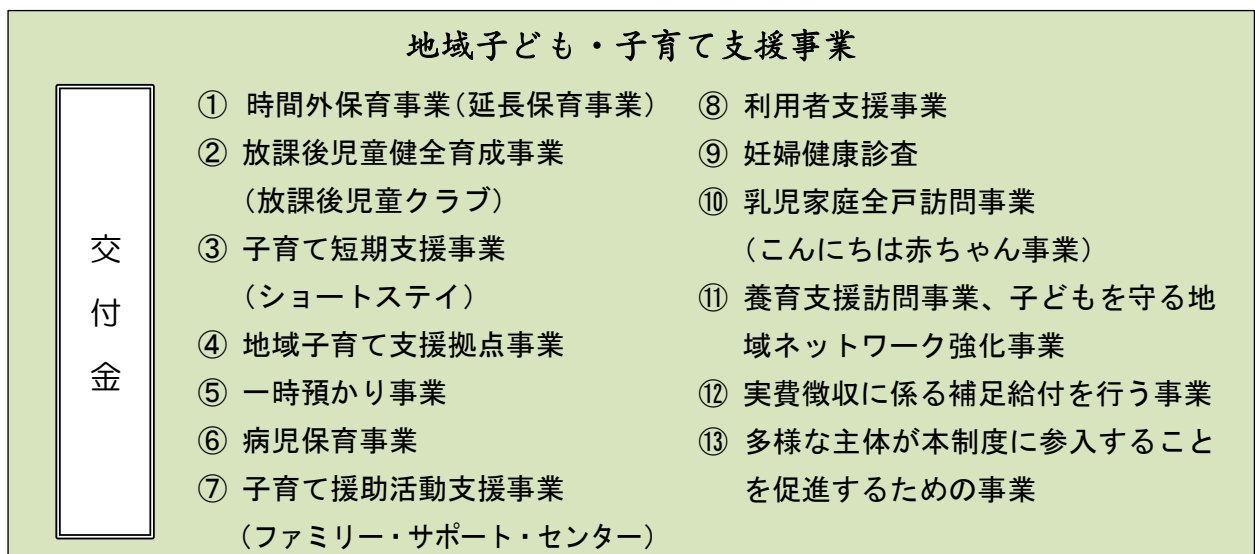 地域子ども・子育て支援事業
交付金
① 時間外保育事業(延長保育事業)
② 放課後児童健全育成事業
(放課後児童クラブ)
③ 子育て短期支援事業
(ショートステイ)
④ 地域子育て支援拠点事業
⑤ 一時預かり事業
⑥ 病児保育事業
⑦ 子育て援助活動支援事業
(ファミリー・サポート・センター)
⑧ 利用者支援事業
⑨ 妊婦健康診査
⑩ 乳児家庭全戸訪問事業
(こんにちは赤ちゃん事業)
⑪ 養育支援訪問事業、子どもを守る地
域ネットワーク強化事業
⑫ 実費徴収に係る補足給付を行う事業
⑬ 多様な主体が本制度に参入すること
を促進するための事業